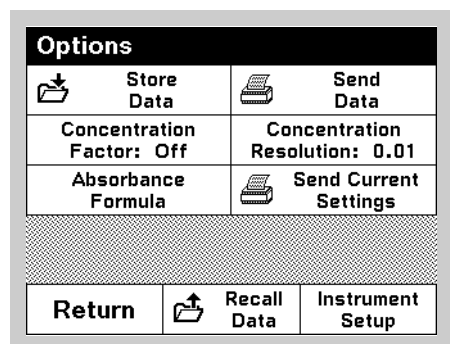 Options
Store
Data
Send
Data
Concentration
Factor: Off
Concentration
Resolution: 0.01
Absorbance
Formula
Send Current
Settings
Return
Recall
Data
Instrument
Setup